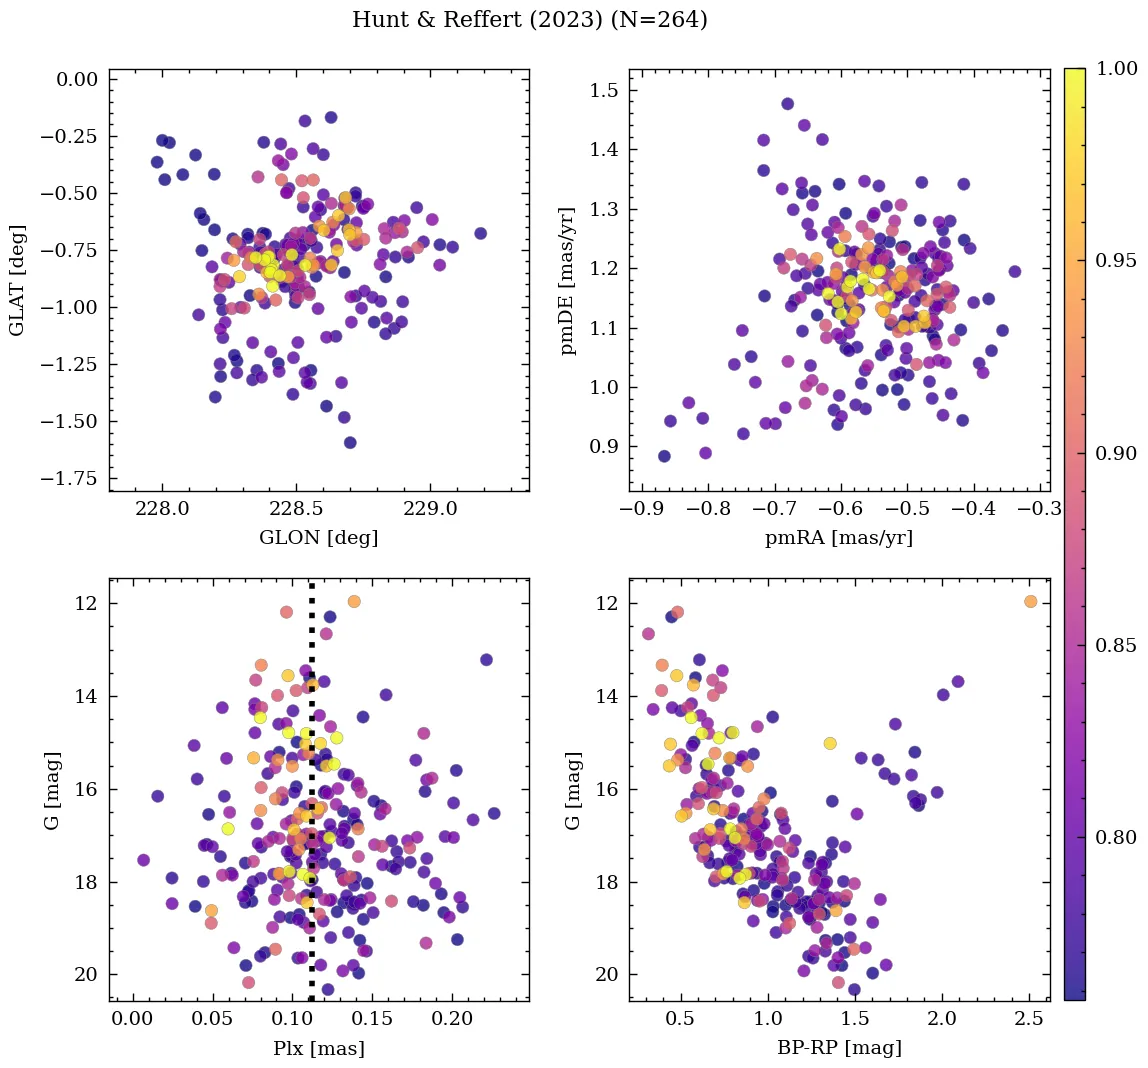 Hunt & Reffert (2023) (N=264)
0.00
−0.25
−0.50
−0.75
−1.00
−1.25
−1.50
−1.75
GLAT [deg]
228.0 228.5 229.0
GLON [deg]
1.5
1.4
1.3
1.2
1.1
1.0
0.9
pmDE [mas/yr]
−0.9 −0.8 −0.7 −0.6 −0.5 −0.4 −0.3
pmRA [mas/yr]
12
14
16
18
20
G [mag]
0.00 0.05 0.10 0.15 0.20
Plx [mas]
12
14
16
18
20
G [mag]
0.5 1.0 1.5 2.0 2.5
BP-RP [mag]
1.00
0.95
0.90
0.85
0.80